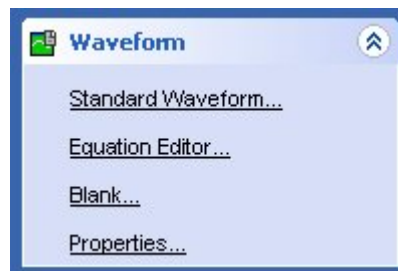 Waveform
Standard Waveform...
Equation Editor...
Blank...
Properties...